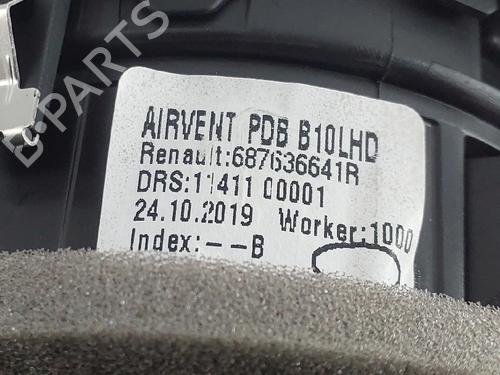 AIRVENT PDB B10LHD
Renault:687636641R
DRS:11411 00001
24.10.2019 Worker:1000
Index:--B
B-PARTS